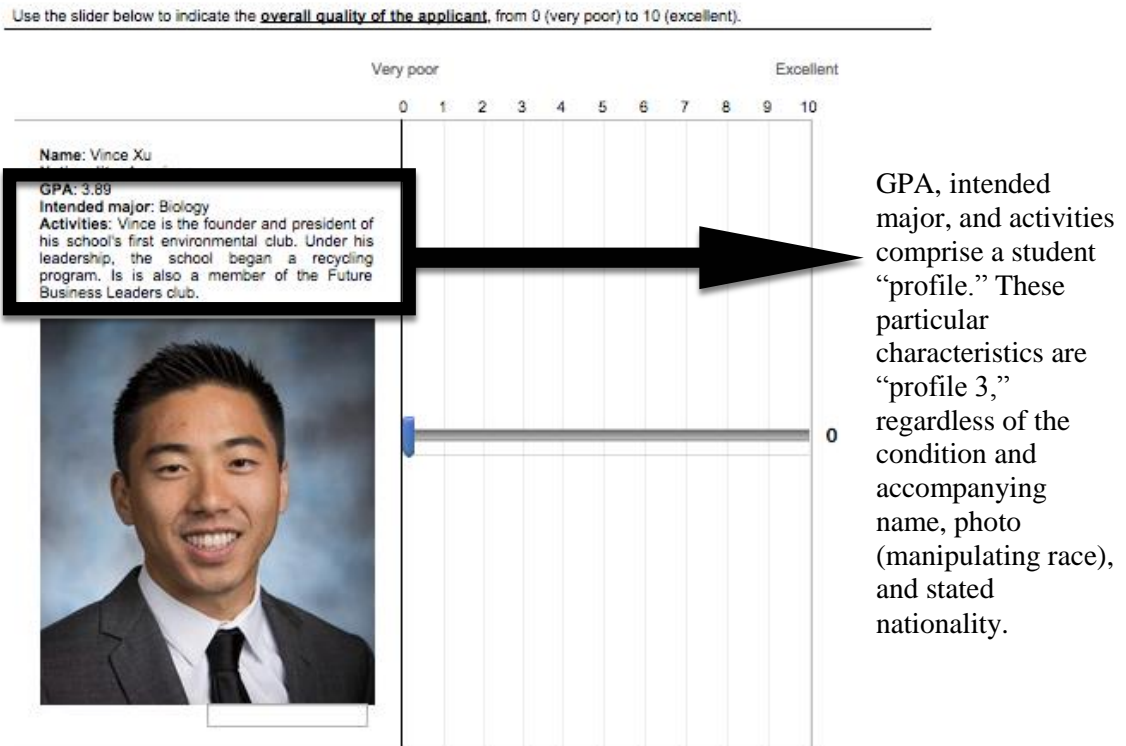 Use the slider below to indicate the overall quality of the applicant, from 0 (very poor) to 10 (excellent).
Very poor Excellent
0 1 2 3 4 5 6 7 8 9 10
Name: Vince Xu
GPA: 3.89
Intended major: Biology
Activities: Vince is the founder and president of
his school's first environmental club. Under his
leadership, the school began a recycling
program. Is is also a member of the Future
Business Leaders club.
0
GPA, intended
major, and activities
comprise a student
“profile.” These
particular
characteristics are
“profile 3,”
regardless of the
condition and
accompanying
name, photo
(manipulating race),
and stated
nationality.